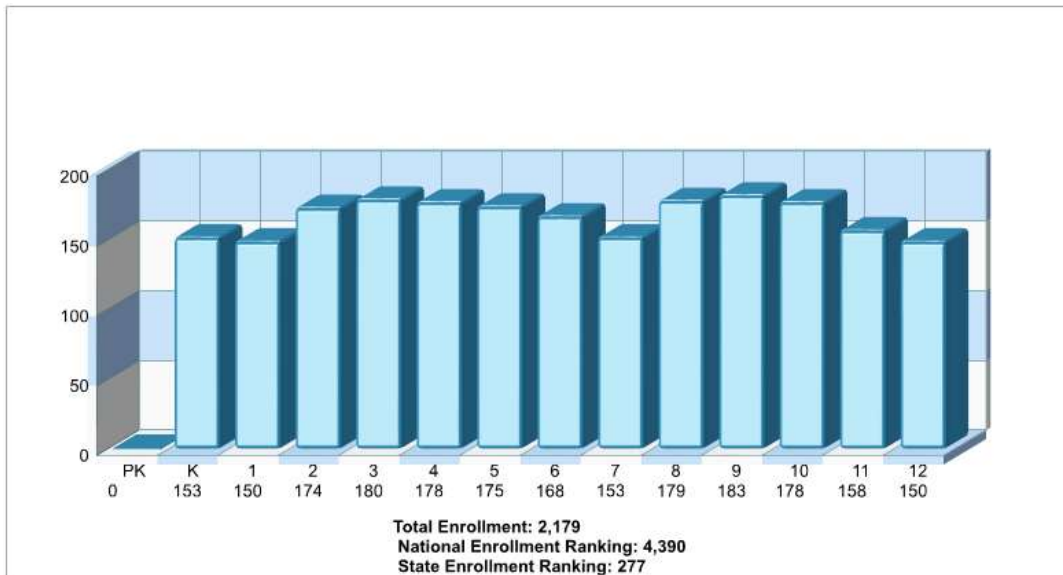 200
150
100
50
0
PK K 1 2 3 4 5 6 7 8 9 10 11 12
0 153 150 174 180 178 175 168 153 179 183 178 158 150
Total Enrollment: 2,179
National Enrollment Ranking: 4,390
State Enrollment Ranking: 277